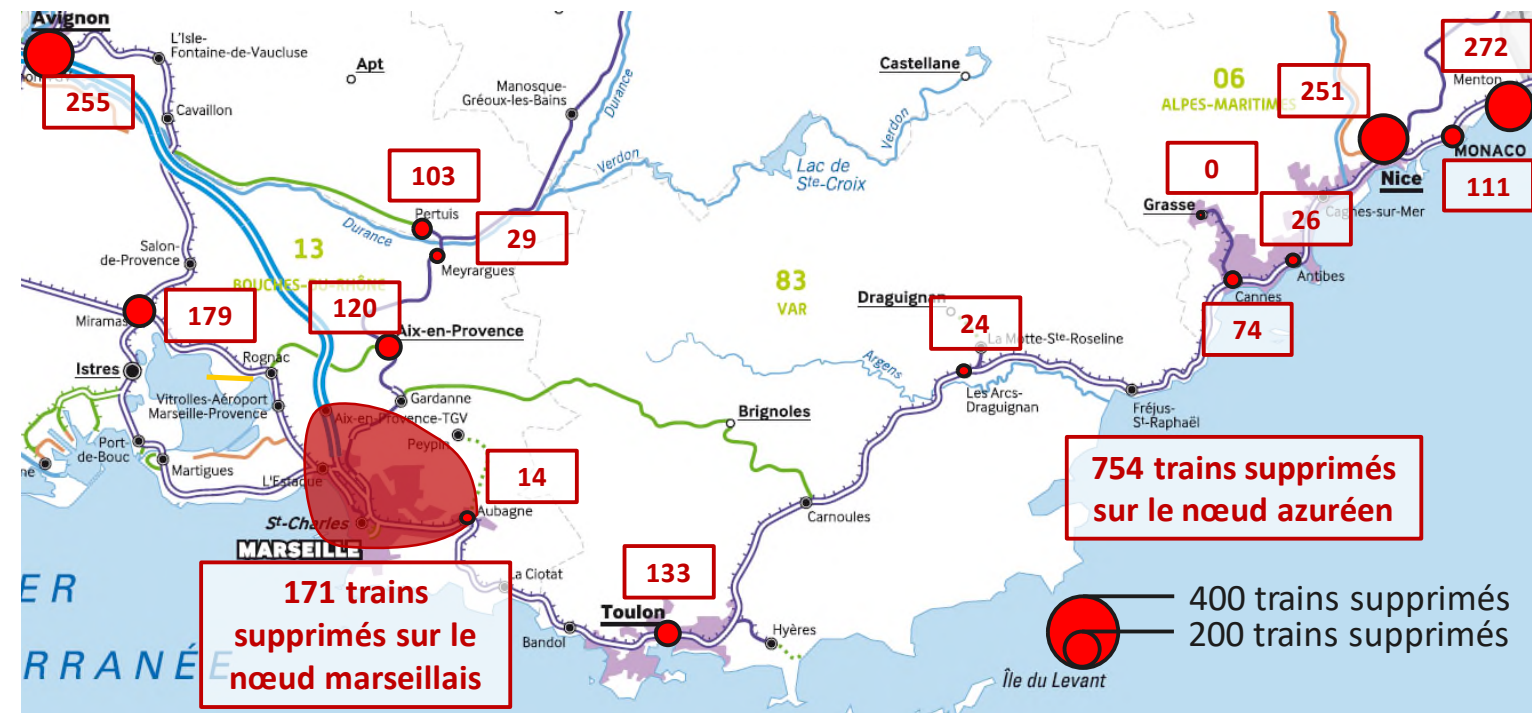 Avignon
L'Isle-
Fontaine-de-Vaucluse
255
Cavaillon
Apt
Manosque-
Gréoux-les-Bains
Durance
Castellane
Verdon
Verdon
Lac de
Ste-Croix
06
ALPES-MARITIMES
251
272
Menton
MONACO
111
Nice
Cagnes-sur-Mer
0
Grasse
26
Antibes
Cannes
74
103
Pertuis
Durance
29
Meyrargues
13
BOUCHES-DU-RHÔNE
Salon-
de-Provence
Miramas
179
120
Aix-en-Provence
83
VAR
Draguignan
24
La Motte-Ste-Roseline
Argens
Les Arcs-
Draguignan
Fréjus-
St-Raphaël
Istres
Rognac
Vitrolles-Aéroport
Marseille-Provence
Gardanne
Aix-en-Provence-TGV
Peypin
Brignoles
Port-
de-Bouc
Martigues
L'Estaque
14
Aubagne
St-Charles
MARSEILLE
Carnoules
754 trains supprimés
sur le nœud azuréen
171 trains
supprimés sur le
nœud marseillais
La Ciotat
Bandol
133
Toulon
Hyères
400 trains supprimés
200 trains supprimés
Île du Levant
ER
RRANÉE